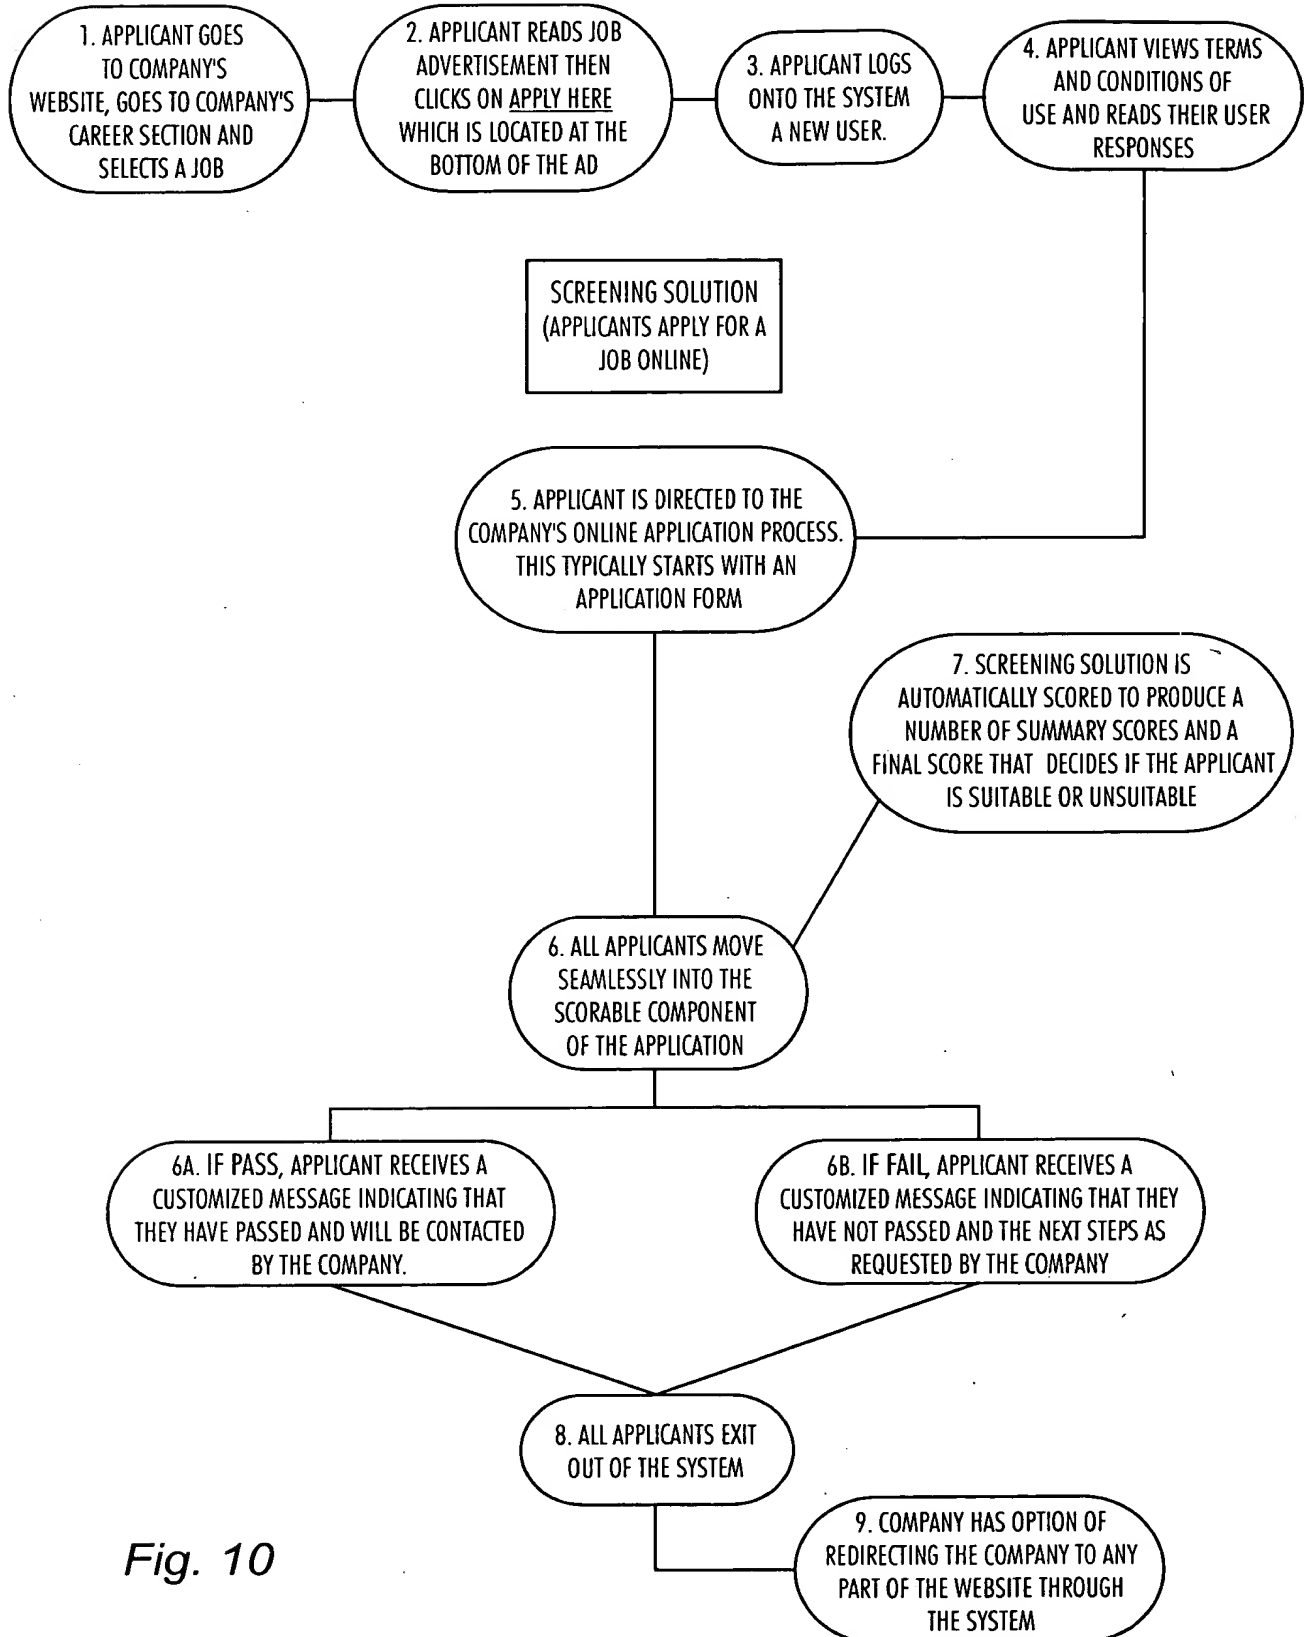 1. APPLICANT GOES
TO COMPANY'S
WEBSITE, GOES TO COMPANY'S
CAREER SECTION AND
SELECTS A JOB
2. APPLICANT READS JOB
ADVERTISEMENT THEN
CLICKS ON APPLY HERE
WHICH IS LOCATED AT THE
BOTTOM OF THE AD
3. APPLICANT LOGS
ONTO THE SYSTEM
A NEW USER.
4. APPLICANT VIEWS TERMS
AND CONDITIONS OF
USE AND READS THEIR USER
RESPONSES
SCREENING SOLUTION
(APPLICANTS APPLY FOR A
JOB ONLINE)
5. APPLICANT IS DIRECTED TO THE
COMPANY'S ONLINE APPLICATION PROCESS.
THIS TYPICALLY STARTS WITH AN
APPLICATION FORM
7. SCREENING SOLUTION IS
AUTOMATICALLY SCORED TO PRODUCE A
NUMBER OF SUMMARY SCORES AND A
FINAL SCORE THAT DECIDES IF THE APPLICANT
IS SUITABLE OR UNSUITABLE
6. ALL APPLICANTS MOVE
SEAMLESSLY INTO THE
SCORABLE COMPONENT
OF THE APPLICATION
6A. IF PASS, APPLICANT RECEIVES A
CUSTOMIZED MESSAGE INDICATING THAT
THEY HAVE PASSED AND WILL BE CONTACTED
BY THE COMPANY.
6B. IF FAIL, APPLICANT RECEIVES A
CUSTOMIZED MESSAGE INDICATING THAT THEY
HAVE NOT PASSED AND THE NEXT STEPS AS
REQUESTED BY THE COMPANY
8. ALL APPLICANTS EXIT
OUT OF THE SYSTEM
9. COMPANY HAS OPTION OF
REDIRECTING THE COMPANY TO ANY
PART OF THE WEBSITE THROUGH
THE SYSTEM
Fig. 10